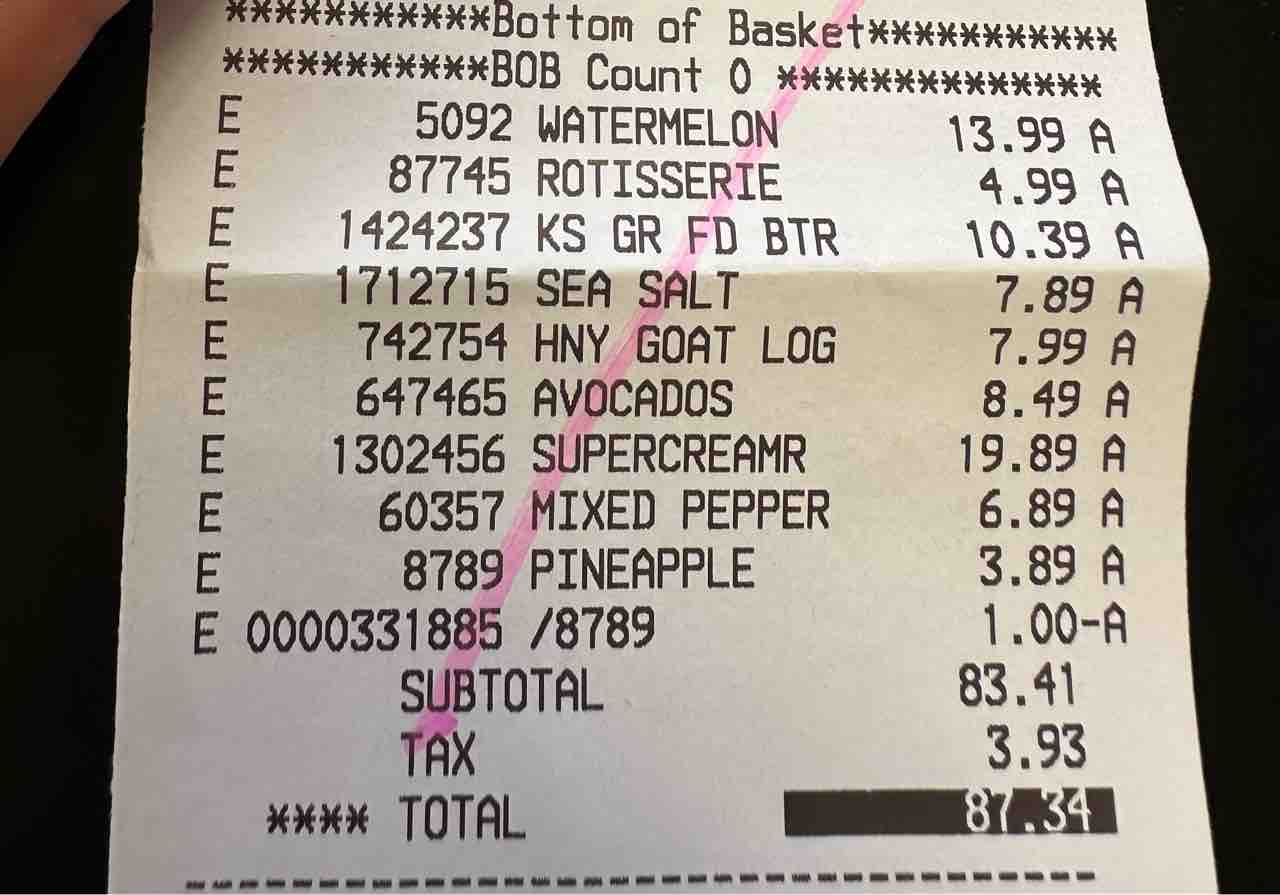 ***********Bottom of Basket***********
***********BOB Count 0 **************
E 5092 WATERMELON 13.99 A
E 87745 ROTISSERIE 4.99 A
E 1424237 KS GR FD BTR 10.39 A
E 1712715 SEA SALT 7.89 A
E 742754 HNY GOAT LOG 7.99 A
E 647465 AVOCADOS 8.49 A
E 1302456 SUPERCREAMR 19.89 A
E 60357 MIXED PEPPER 6.89 A
E 8789 PINEAPPLE 3.89 A
E 0000331885 /8789 1.00-A
SUBTOTAL 83.41
TAX 3.93
**** TOTAL 87.34